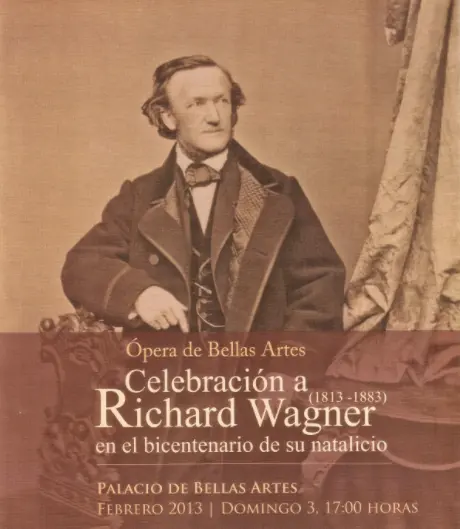 Ópera de Bellas Artes
Celebración a
Richard Wagner (1813 -1883)
en el bicentenario de su natalicio
PALACIO DE BELLAS ARTES
FEBRERO 2013 | DOMINGO 3, 17:00 HORAS